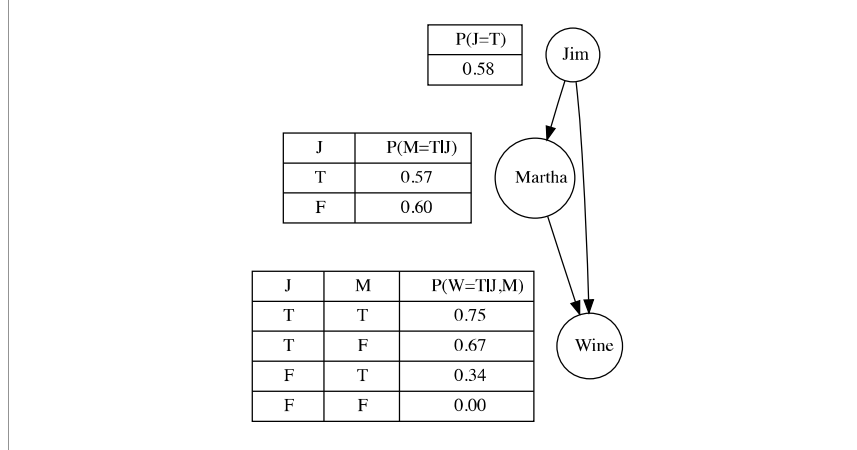 P(J=T)
0.58
Jim
J P(M=T|J)
T 0.57
F 0.60
Martha
J M P(W=T|J,M)
T T 0.75
T F 0.67
F T 0.34
F F 0.00
Wine